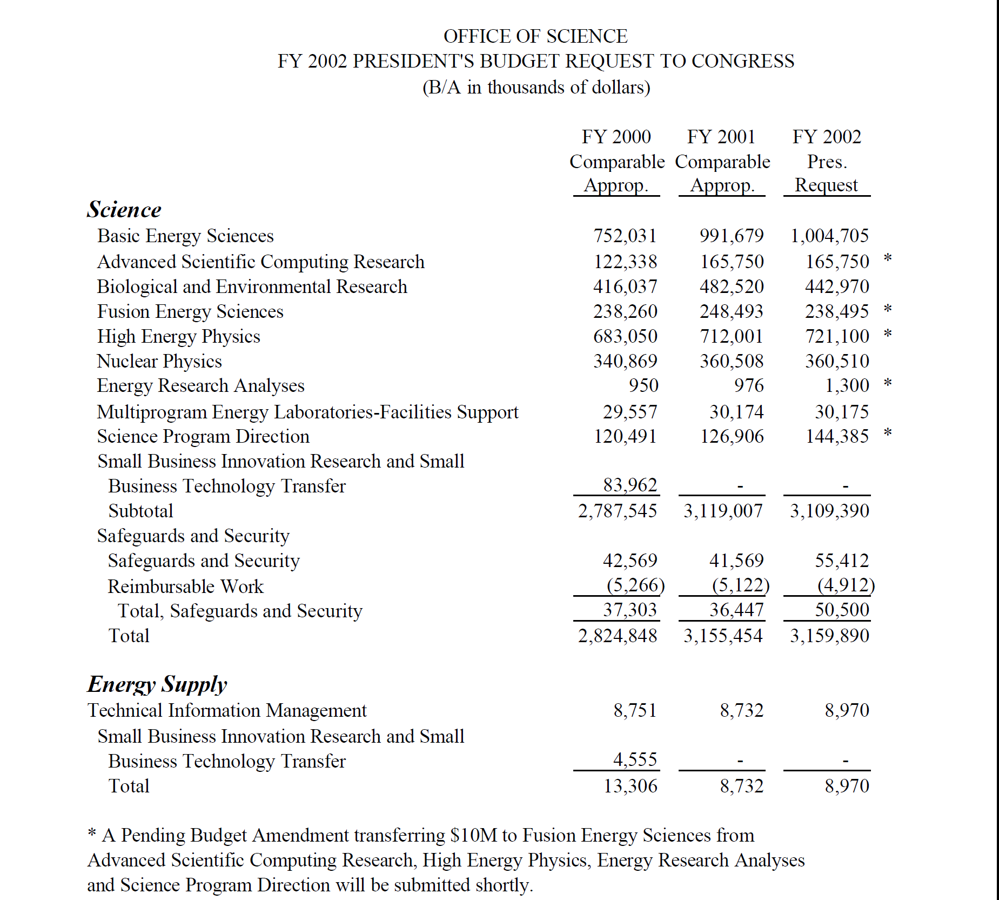 OFFICE OF SCIENCE
FY 2002 PRESIDENT'S BUDGET REQUEST TO CONGRESS
(B/A in thousands of dollars)
FY 2000 FY 2001 FY 2002
Comparable Comparable Pres.
Approp. Approp. Request
Science
Basic Energy Sciences 752,031 991,679 1,004,705
Advanced Scientific Computing Research 122,338 165,750 165,750 *
Biological and Environmental Research 416,037 482,520 442,970
Fusion Energy Sciences 238,260 248,493 238,495 *
High Energy Physics 683,050 712,001 721,100 *
Nuclear Physics 340,869 360,508 360,510
Energy Research Analyses 950 976 1,300 *
Multiprogram Energy Laboratories-Facilities Support 29,557 30,174 30,175
Science Program Direction 120,491 126,906 144,385 *
Small Business Innovation Research and Small
Business Technology Transfer 83,962 - -
Subtotal 2,787,545 3,119,007 3,109,390
Safeguards and Security
Safeguards and Security 42,569 41,569 55,412
Reimbursable Work (5,266) (5,122) (4,912)
Total, Safeguards and Security 37,303 36,447 50,500
Total 2,824,848 3,155,454 3,159,890
Energy Supply
Technical Information Management 8,751 8,732 8,970
Small Business Innovation Research and Small
Business Technology Transfer 4,555 - -
Total 13,306 8,732 8,970
* A Pending Budget Amendment transferring $10M to Fusion Energy Sciences from
Advanced Scientific Computing Research, High Energy Physics, Energy Research Analyses
and Science Program Direction will be submitted shortly.